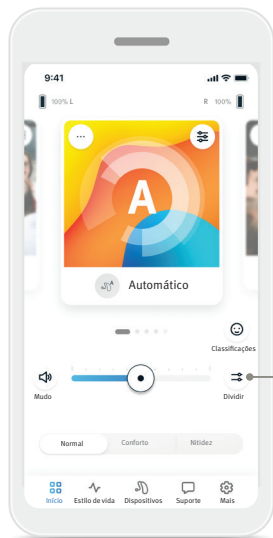 9:41
100% L
R 100%
A
Automático
Classificações
Mudo
Dividir
Normal
Conforto
Nitidez
Início
Estilo de vida
Dispositivos
Suporte
Mais